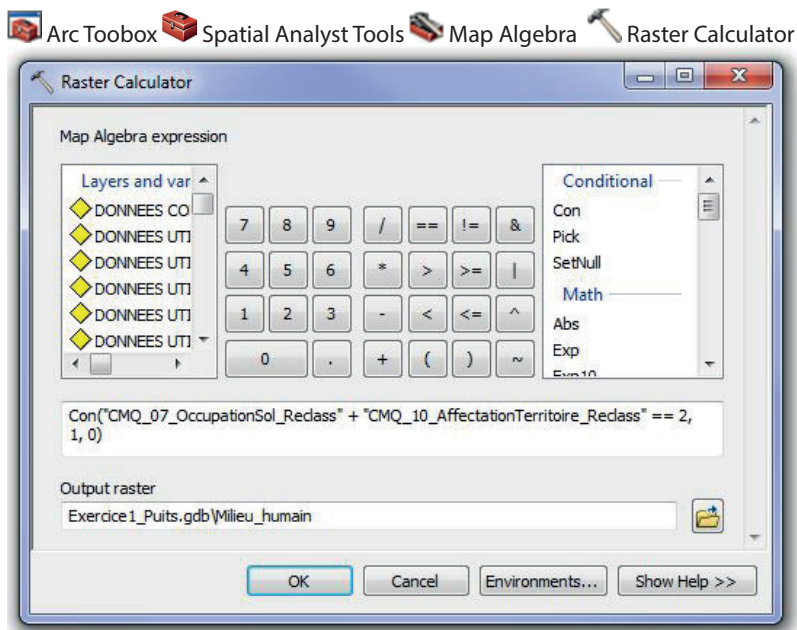 Arc Toobox Spatial Analyst Tools Map Algebra Raster Calculator
Raster Calculator
Map Algebra expression
Layers and var
DONNEES CO
DONNEES UTI
DONNEES UTI
DONNEES UTI
DONNEES UTI
DONNEES UTI
7 8 9 / == != &
4 5 6 * > >= |
1 2 3 - < <= ^
0 . + ( ) ~
Conditional
Con
Pick
SetNull
Math
Abs
Exp
Exp10
Con("CMQ_07_OccupationSol_Reclass" + "CMQ_10_AffectationTerritoire_Reclass" == 2,
1, 0)
Output raster
Exercice1_Puits.gdb\Milieu_humain
OK Cancel Environments... Show Help >>